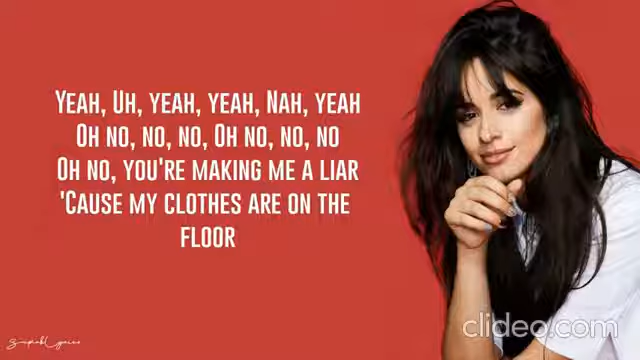 Yeah, Uh, yeah, yeah, Nah, yeah
Oh no, no, no, Oh no, no, no
Oh no, you're making me a liar
'Cause my clothes are on the
floor
clideo.com